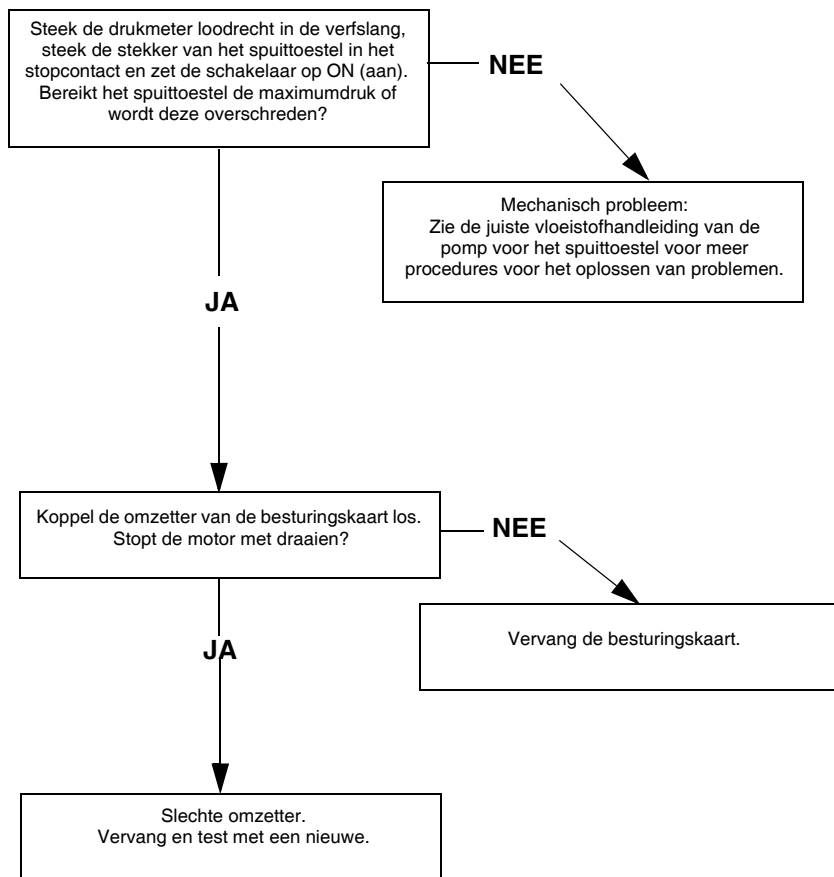 Steek de drukmeter loodrecht in de verfslang,
steek de stekker van het spuittoestel in het
stopcontact en zet de schakelaar op ON (aan).
Bereikt het spuittoestel de maximumdruk of
wordt deze overschreden?
NEE
Mechanisch probleem:
Zie de juiste vloeistofhandleiding van de
pomp voor het spuittoestel voor meer
procedures voor het oplossen van problemen.
JA
Koppel de omzetter van de besturingskaart los.
Stopt de motor met draaien?
NEE
Vervang de besturingskaart.
JA
Slechte omzetter.
Vervang en test met een nieuwe.